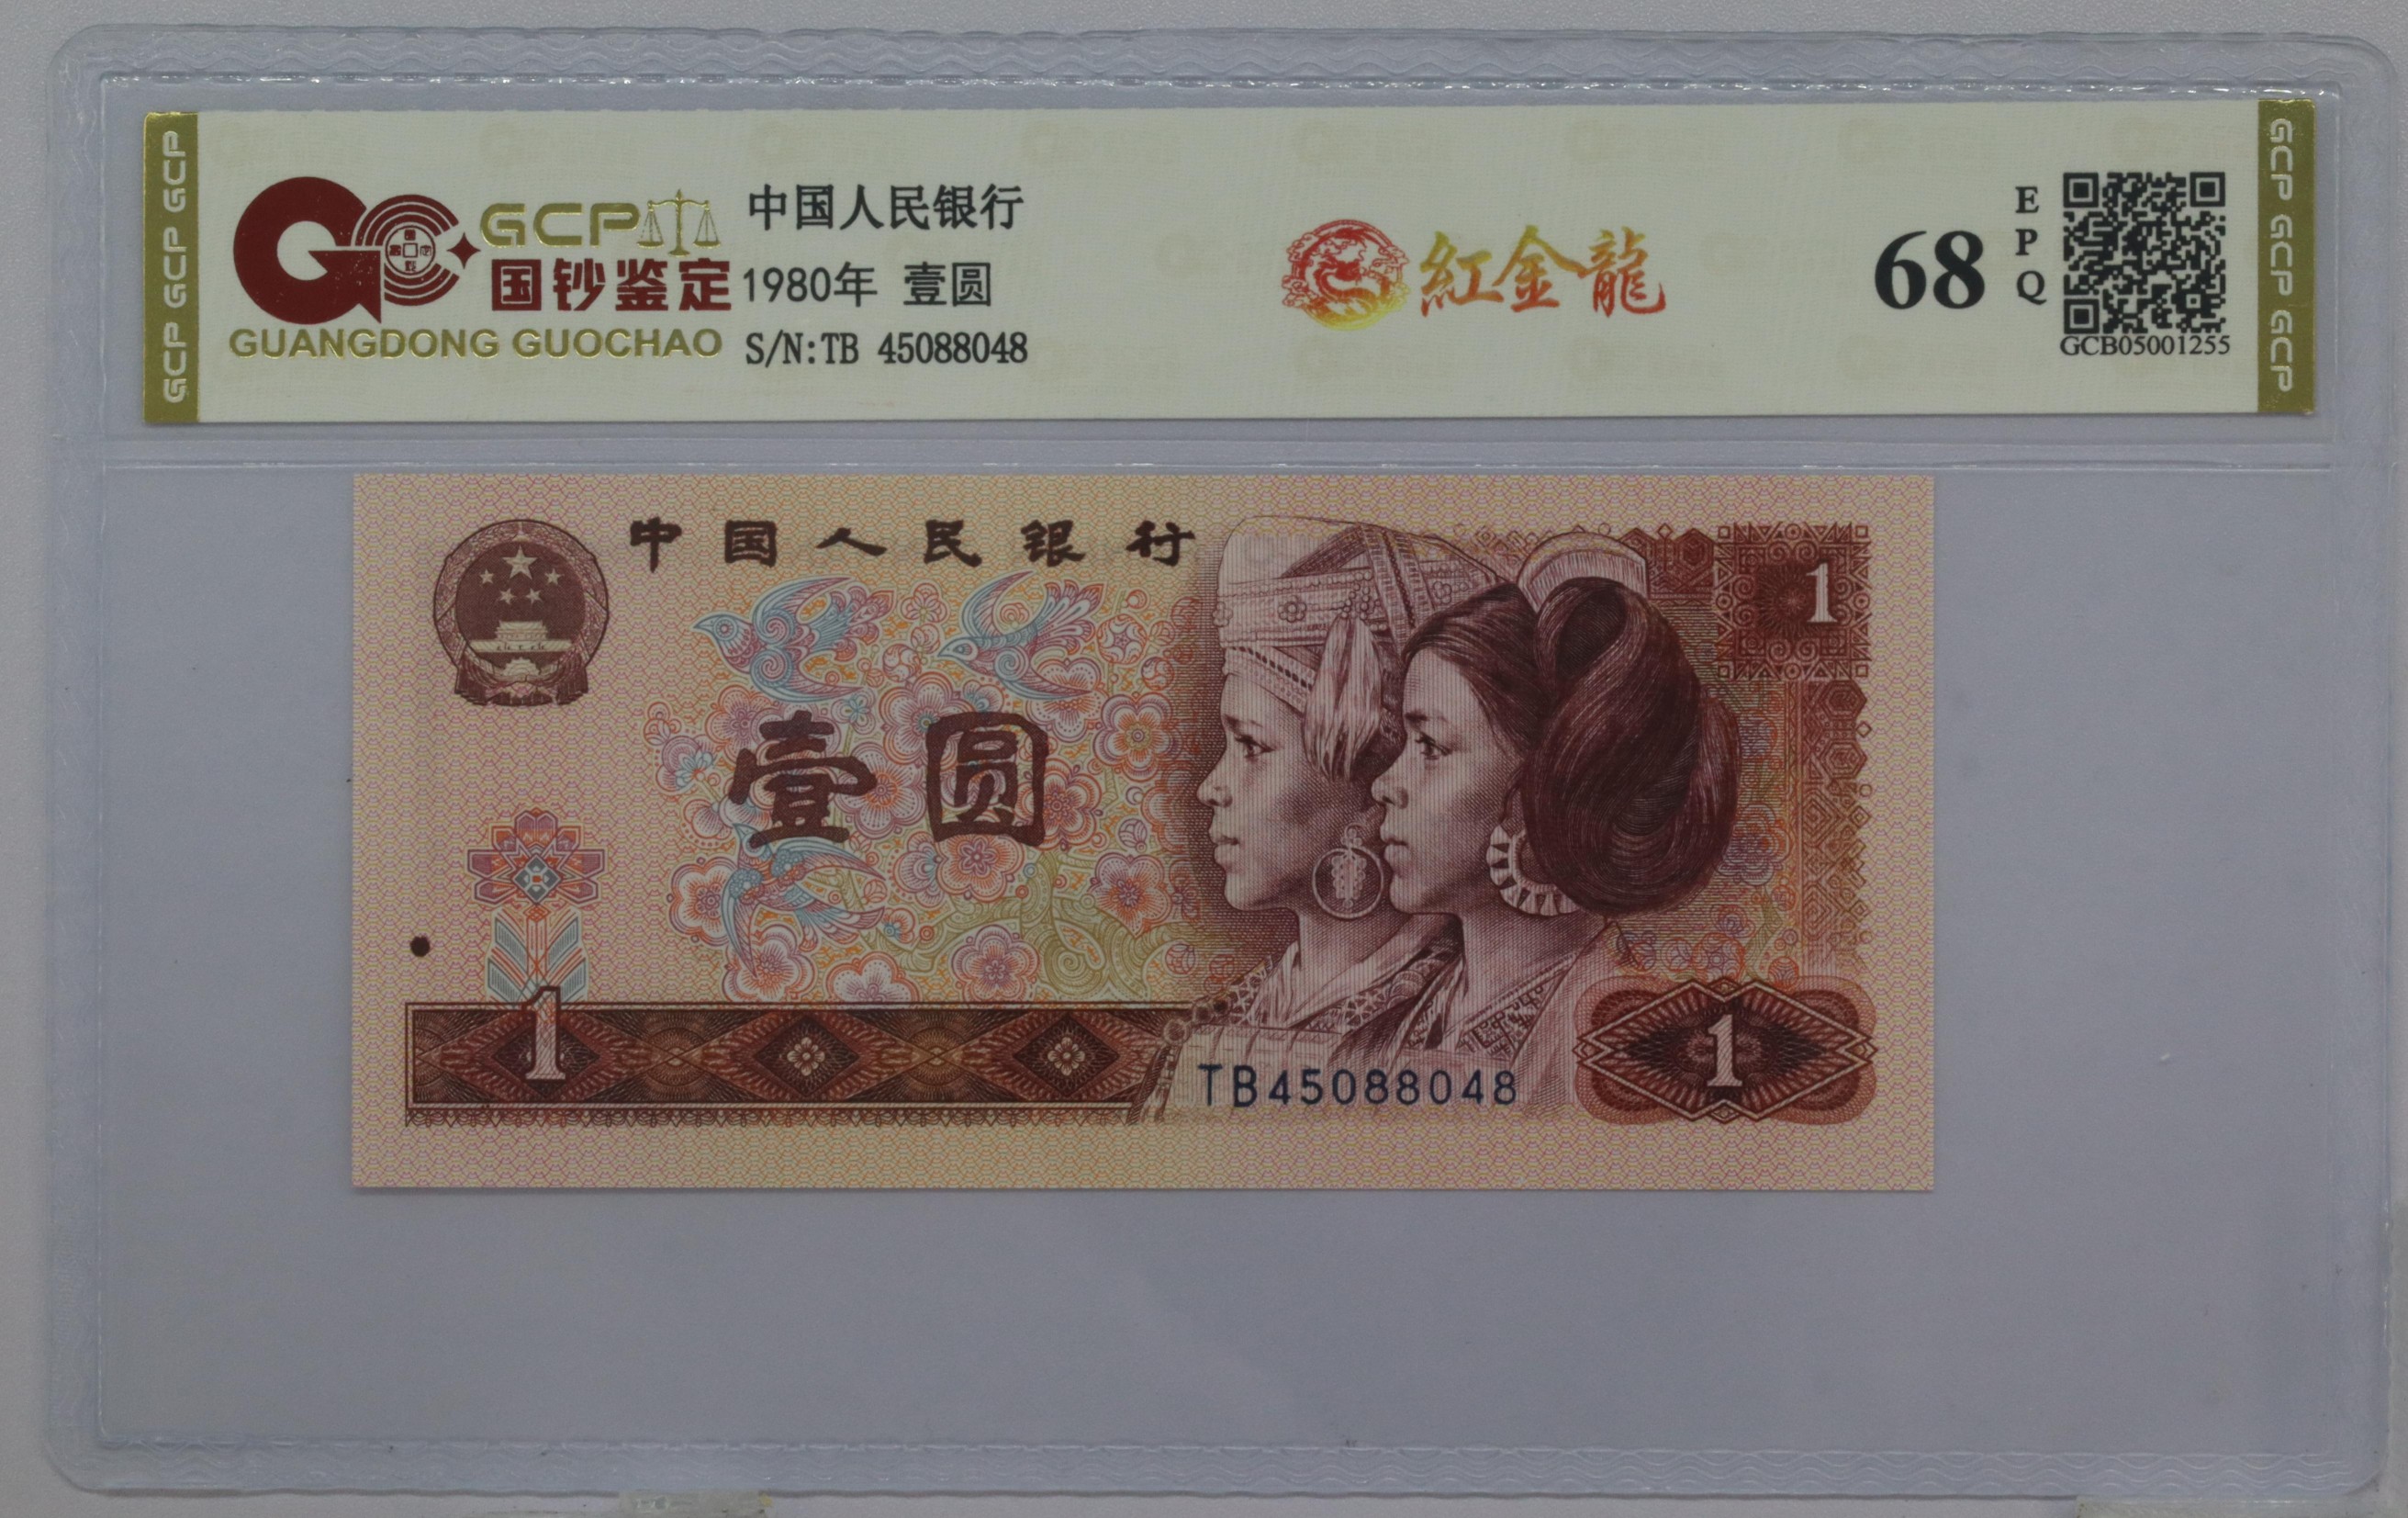 GCP GCP GCP
GCP
国钞鉴定
GUANGDONG GUOCHAO
中国人民银行
1980年 壹圆
S/N:TB 45088048
紅金龍
68
EPQ
GCB05001255
GCP GCP GCP
中国人民银行
1
壹圆
1
TB45088048
1